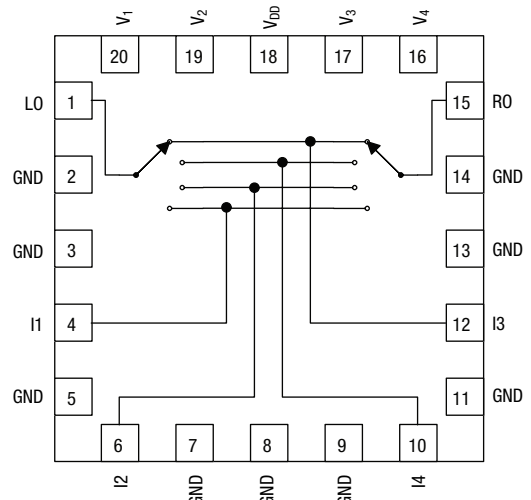 V1 V2 VDD V3 V4
20 19 18 17 16
LO 1 15 RO
GND 2 14 GND
GND 3 13 GND
I1 4 12 I3
GND 5 11 GND
6 7 8 9 10
I2 GND GND GND I4